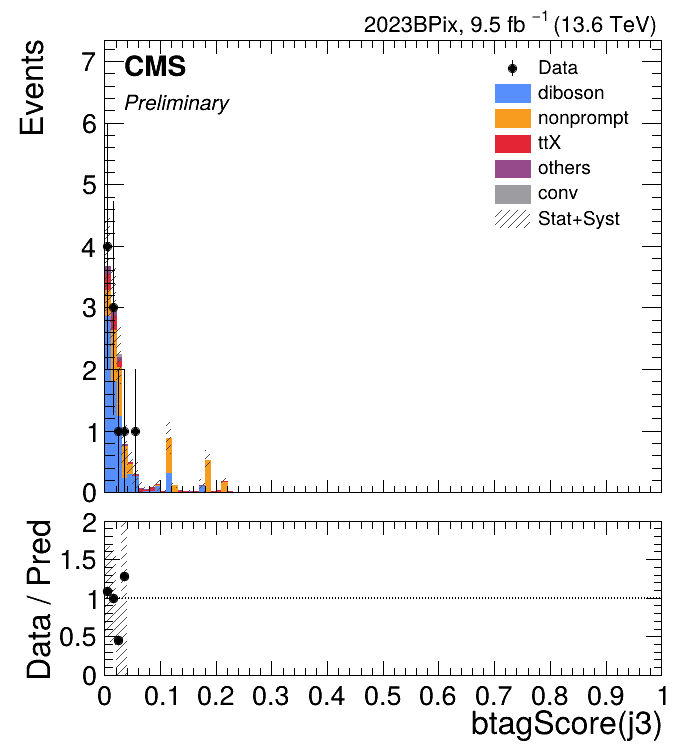 2023BPix, 9.5 fb⁻¹ (13.6 TeV)
CMS
Preliminary
Events
7
6
5
4
3
2
1
0
Data
diboson
nonprompt
ttX
others
conv
Stat+Syst
Data / Pred
2
1.5
1
0.5
0
0 0.1 0.2 0.3 0.4 0.5 0.6 0.7 0.8 0.9 1
btagScore(j3)